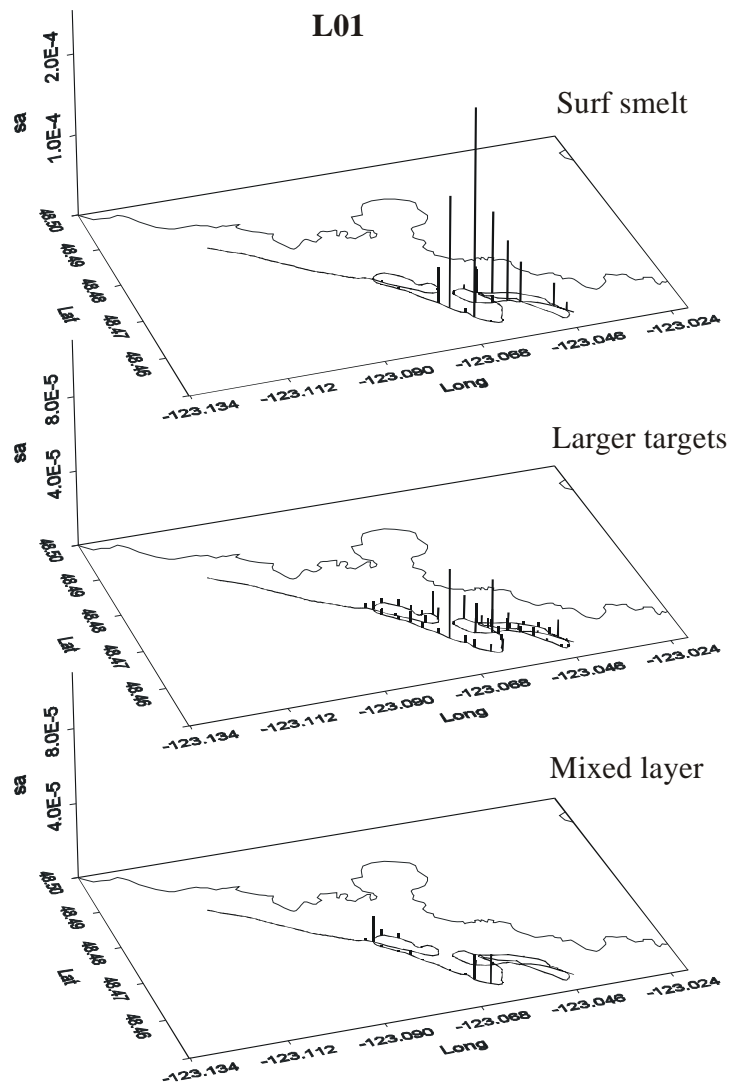 L01
Surf smelt
2.0E-4
1.0E-4
sa
48.50
48.49
48.48
48.47
48.46
Lat
-123.134
-123.112
-123.090
-123.068
-123.046
-123.024
Long
Larger targets
8.0E-5
4.0E-5
sa
48.50
48.49
48.48
48.47
48.46
Lat
-123.134
-123.112
-123.090
-123.068
-123.046
-123.024
Long
Mixed layer
8.0E-5
4.0E-5
sa
48.50
48.49
48.48
48.47
48.46
Lat
-123.134
-123.112
-123.090
-123.068
-123.046
-123.024
Long